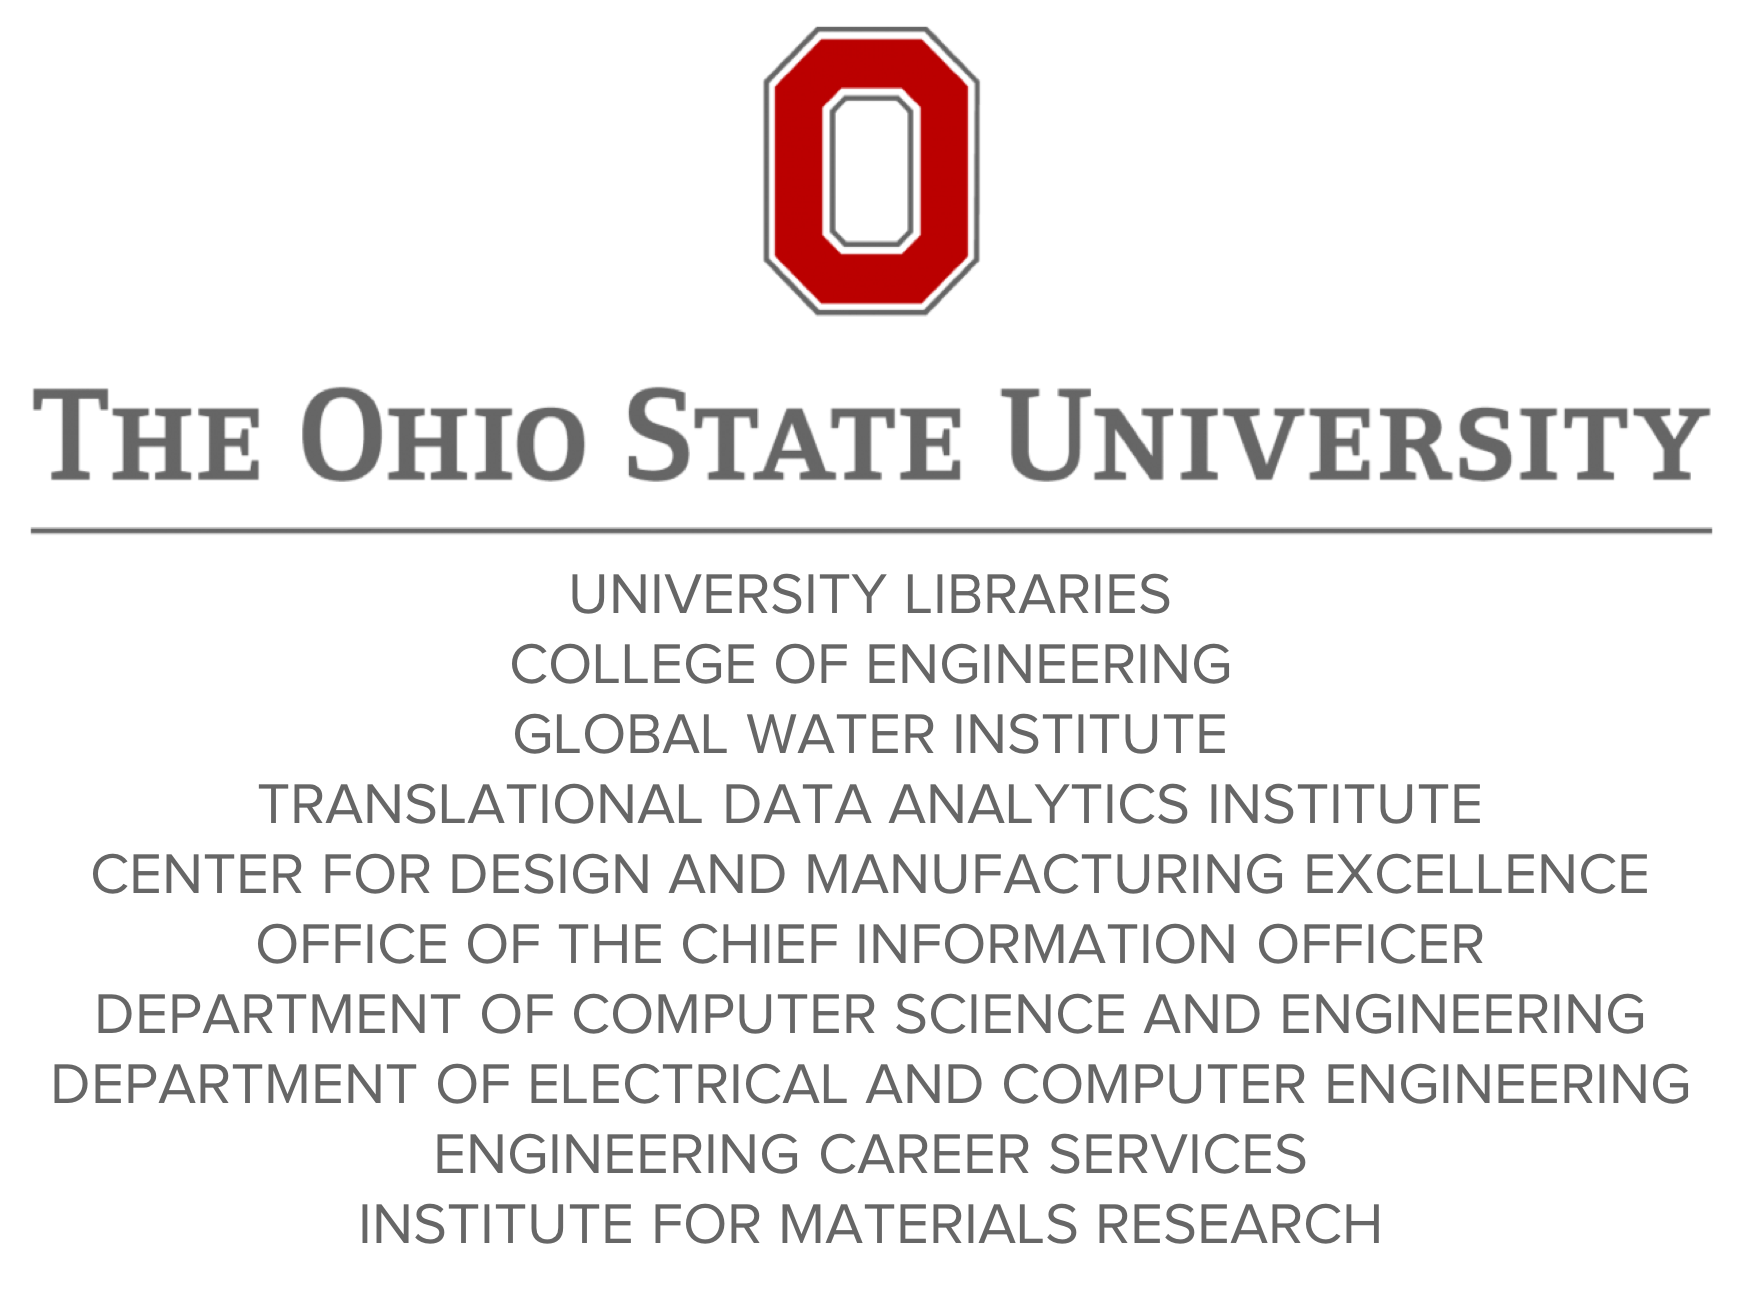 O
THE OHIO STATE UNIVERSITY
UNIVERSITY LIBRARIES
COLLEGE OF ENGINEERING
GLOBAL WATER INSTITUTE
TRANSLATIONAL DATA ANALYTICS INSTITUTE
CENTER FOR DESIGN AND MANUFACTURING EXCELLENCE
OFFICE OF THE CHIEF INFORMATION OFFICER
DEPARTMENT OF COMPUTER SCIENCE AND ENGINEERING
DEPARTMENT OF ELECTRICAL AND COMPUTER ENGINEERING
ENGINEERING CAREER SERVICES
INSTITUTE FOR MATERIALS RESEARCH